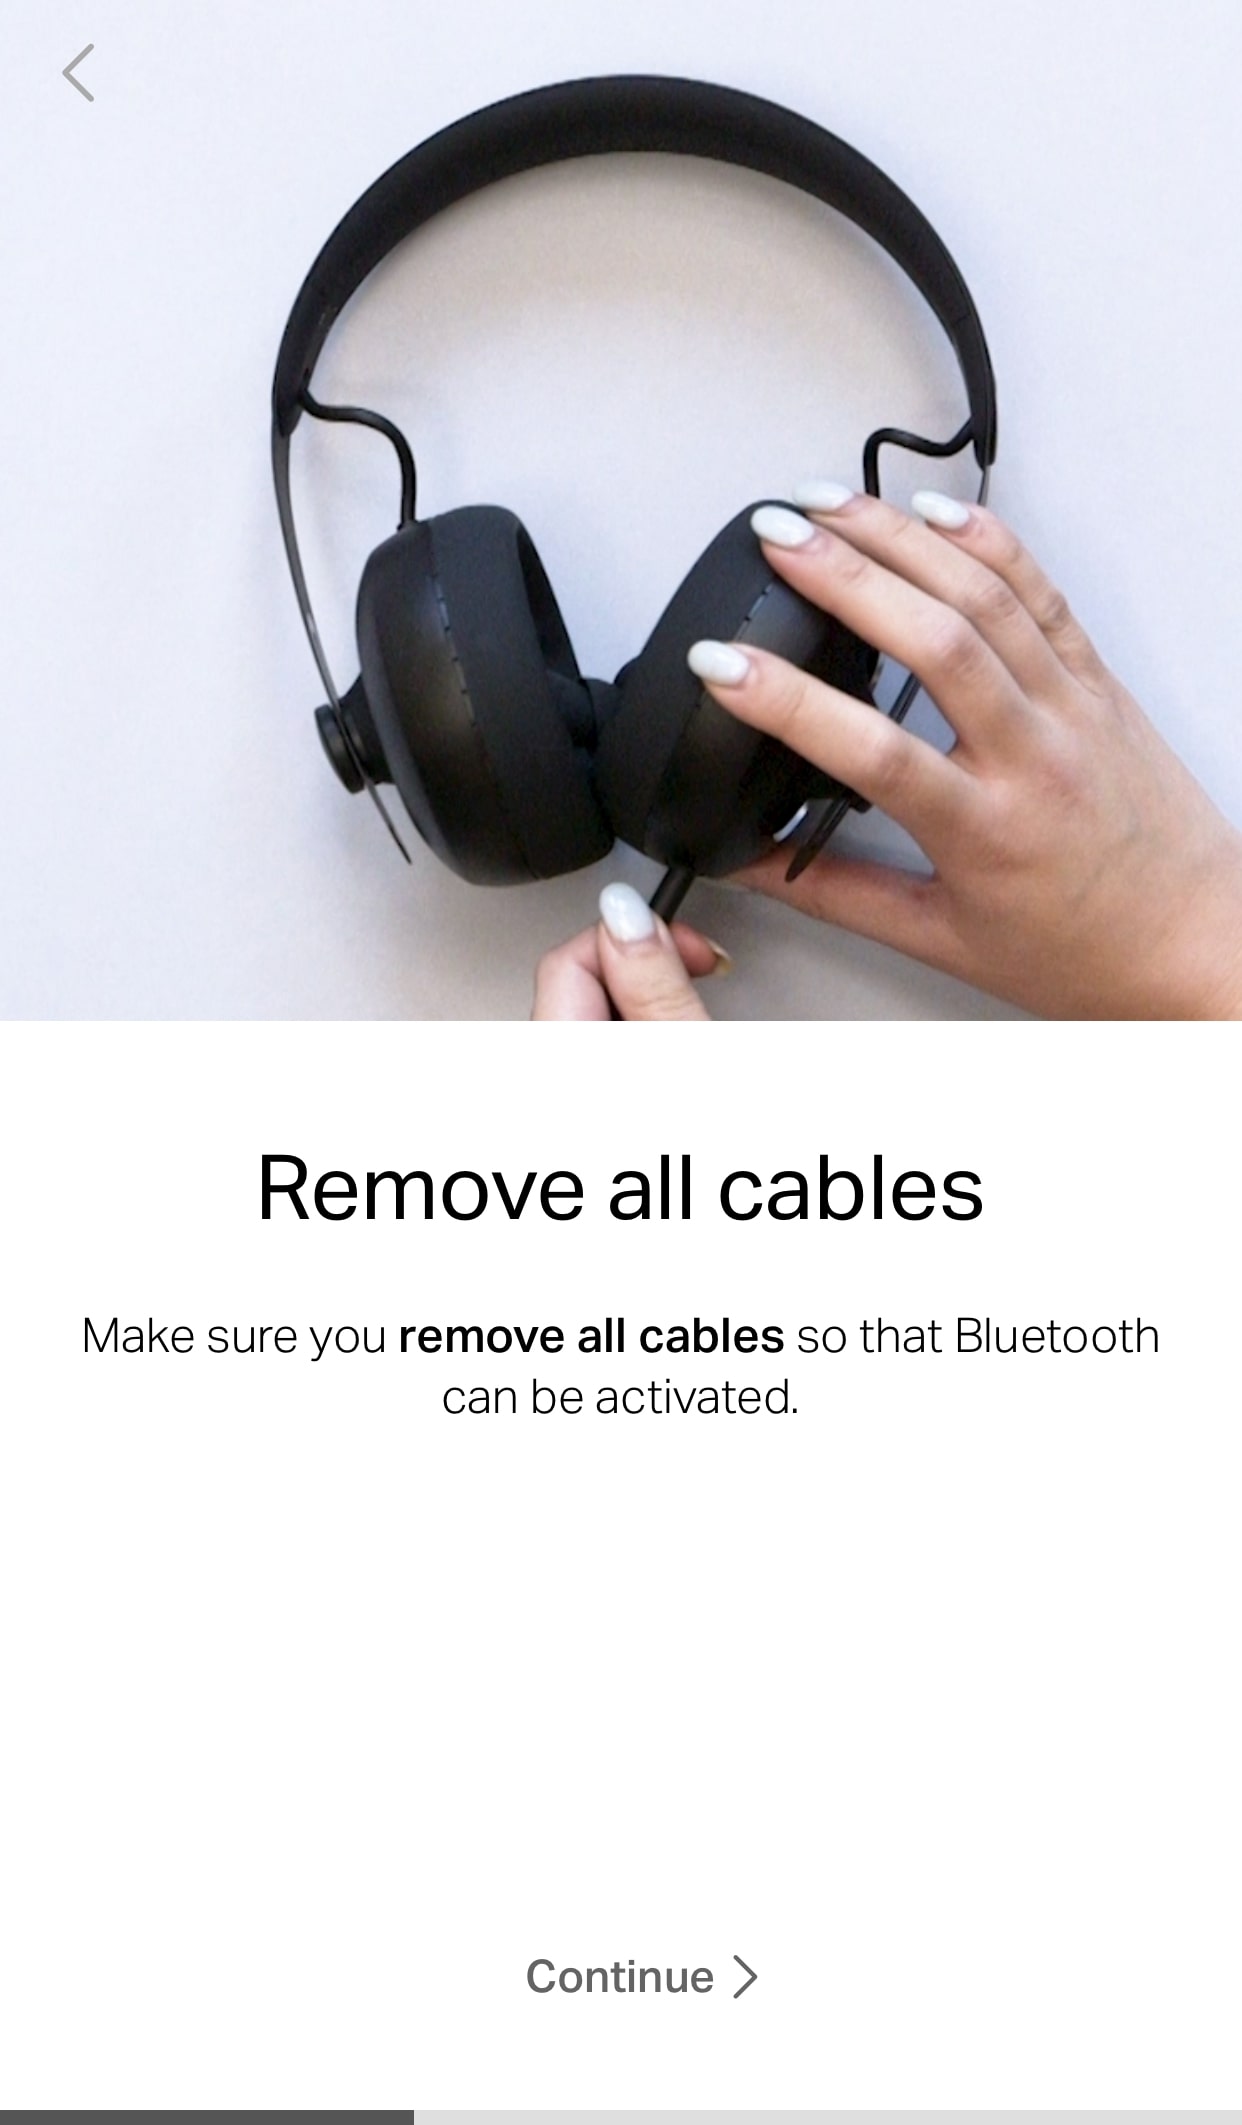 Remove all cables
Make sure you remove all cables so that Bluetooth
can be activated.
Continue